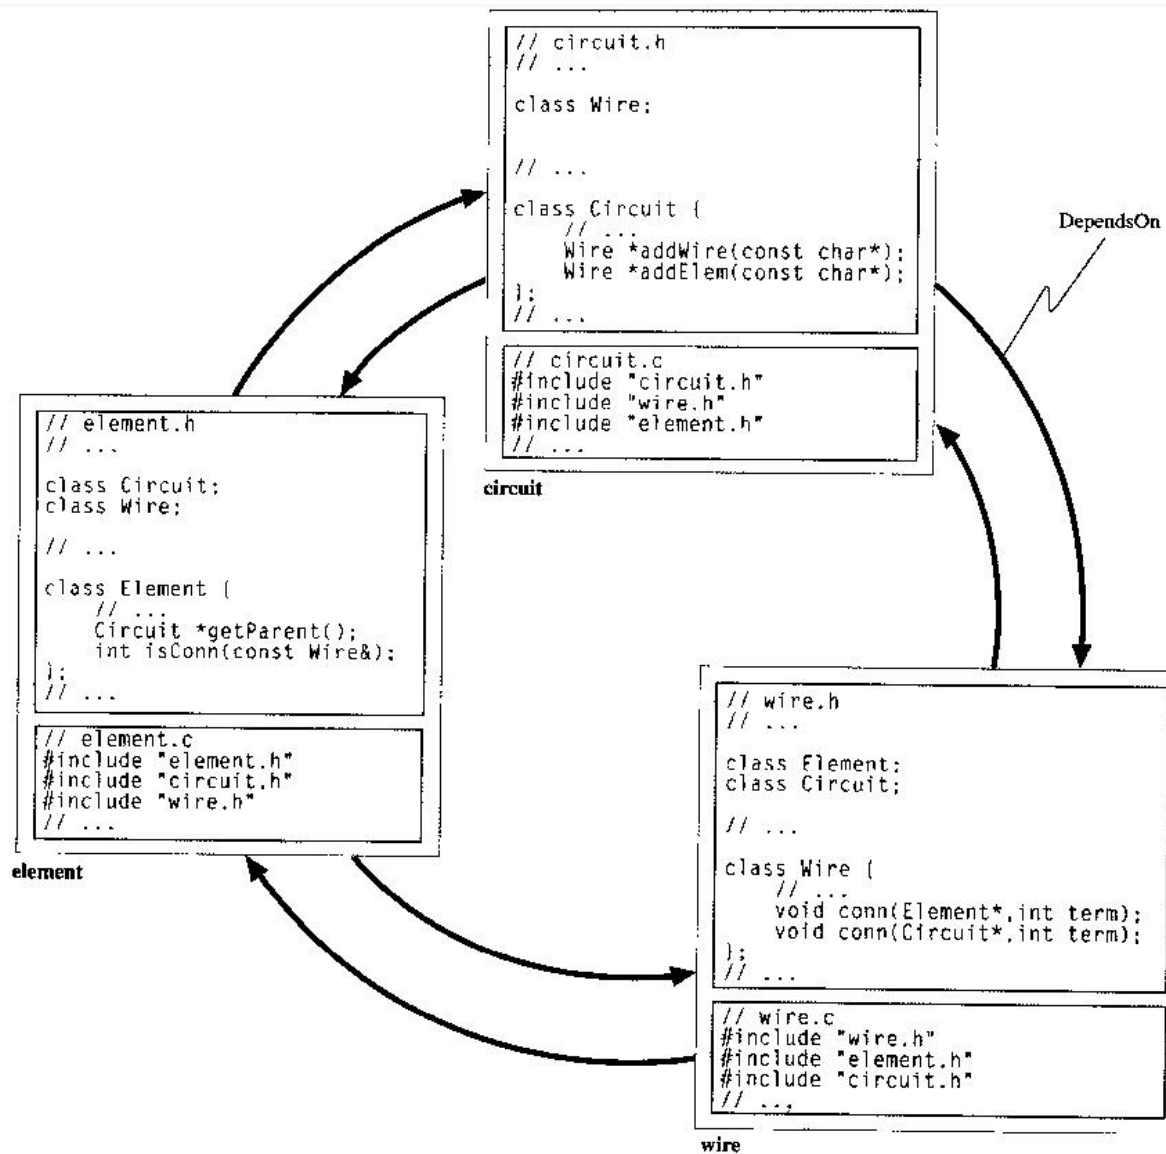 // circuit.h
// ...
class Wire;
// ...
class Circuit {
// ...
Wire *addWire(const char*);
Wire *addElem(const char*);
};
// ...
// circuit.c
#include "circuit.h"
#include "wire.h"
#include "element.h"
// ...
circuit
DependsOn
// element.h
// ...
class Circuit;
class Wire;
// ...
class Element {
// ...
Circuit *getParent();
int isConn(const Wire&);
};
// ...
// element.c
#include "element.h"
#include "circuit.h"
#include "wire.h"
// ...
element
// wire.h
// ...
class Element;
class Circuit;
// ...
class Wire {
// ...
void conn(Element*,int term);
void conn(Circuit*,int term);
};
// ...
// wire.c
#include "wire.h"
#include "element.h"
#include "circuit.h"
// ...
wire